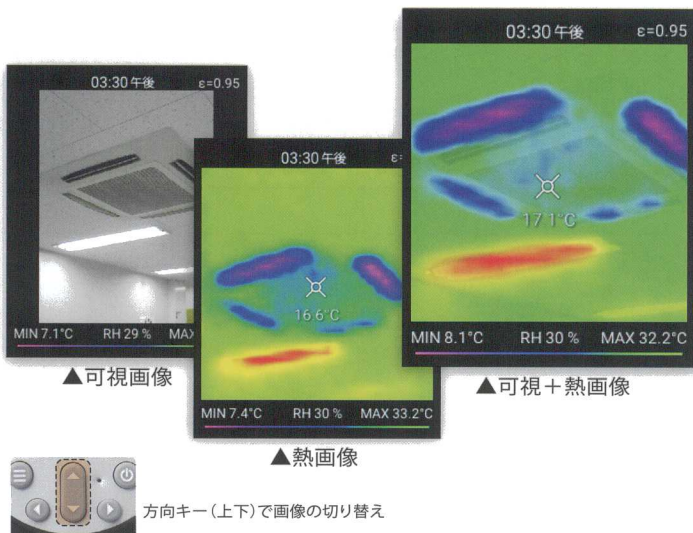 03:30 午後 ε=0.95
MIN 7.1°C RH 29 % MAX
▲可視画像
03:30 午後 ε
16.6°C
MIN 7.4°C RH 30 % MAX 33.2°C
▲熱画像
03:30 午後 ε=0.95
17.1°C
MIN 8.1°C RH 30 % MAX 32.2°C
▲可視＋熱画像
方向キー（上下）で画像の切り替え